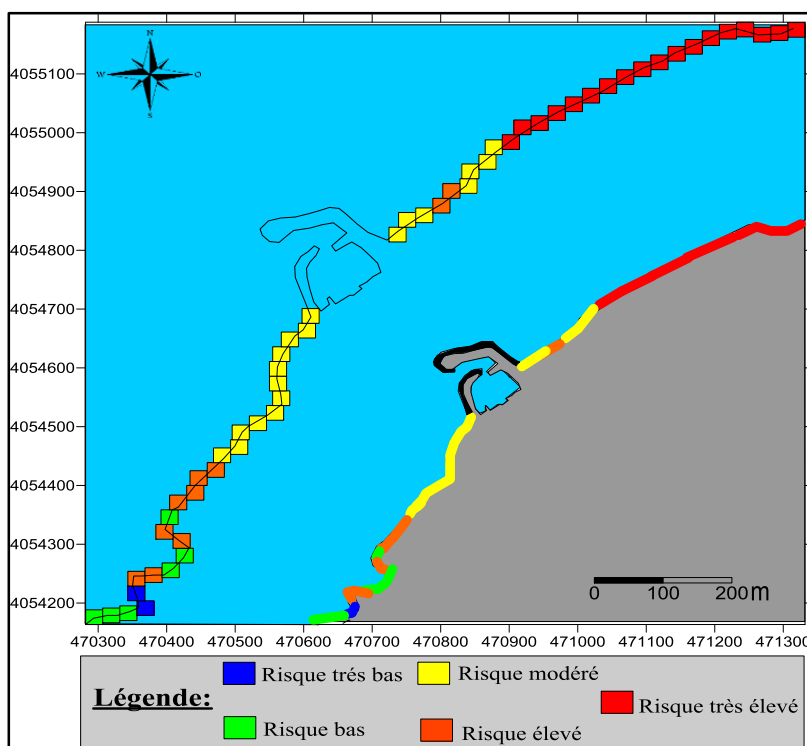 N
W O
S
4055100
4055000
4054900
4054800
4054700
4054600
4054500
4054400
4054300
4054200
470300 470400 470500 470600 470700 470800 470900 471000 471100 471200 471300
0 100 200 m
Légende:
Risque trés bas
Risque modéré
Risque très élevé
Risque bas
Risque élevé